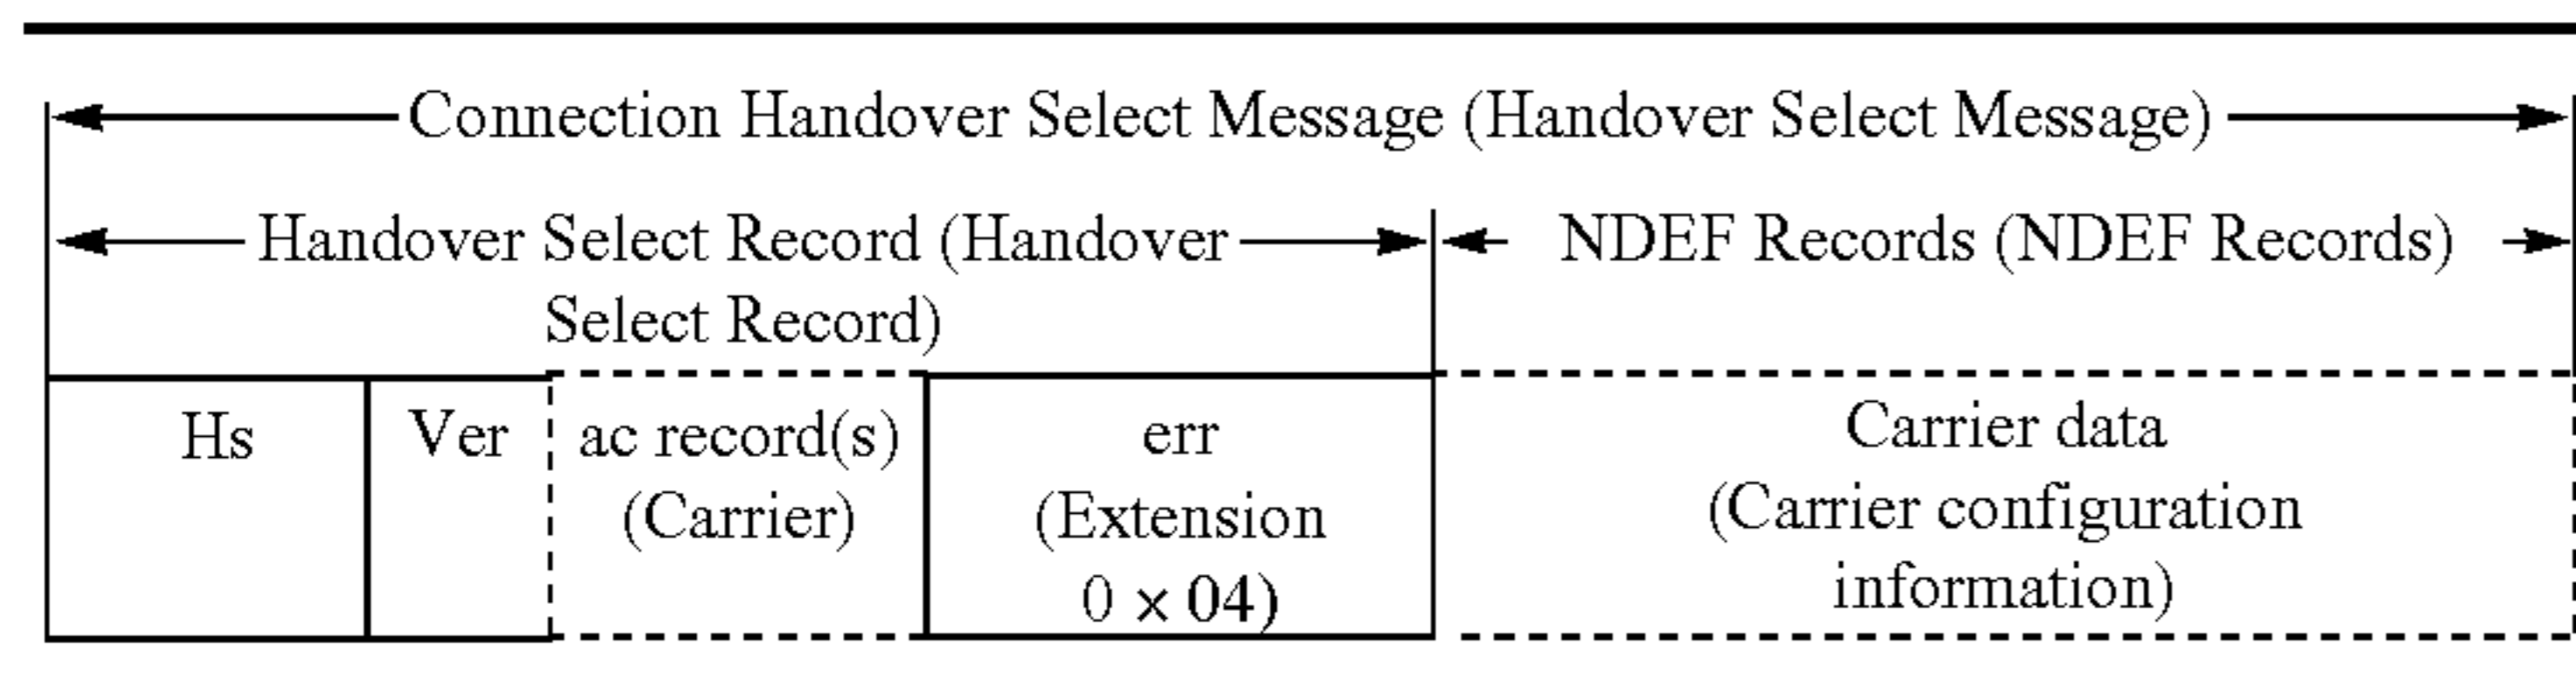 Connection Handover Select Message (Handover Select Message)
Handover Select Record (Handover
Select Record)
NDEF Records (NDEF Records)
Hs
Ver
ac record(s)
(Carrier)
err
(Extension
0 × 04)
Carrier data
(Carrier configuration
information)